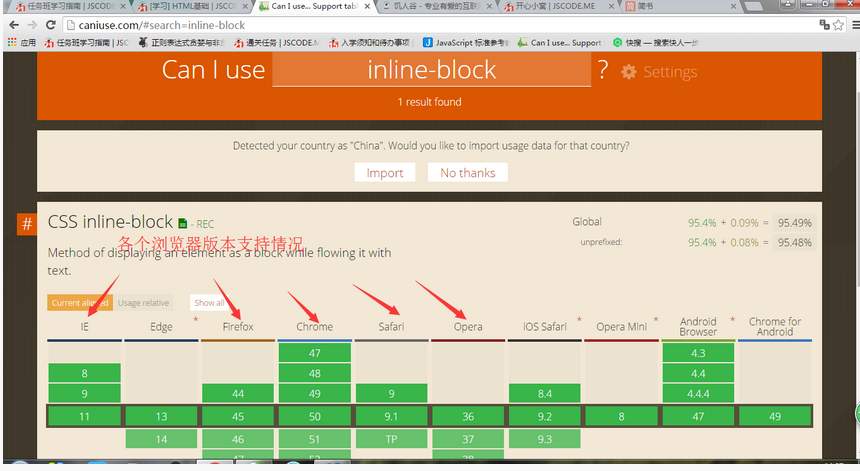 任务班学习指南 | JSCOD
[学习] HTML基础 | JSCOD
Can I use... Support tabl
饥人谷 - 专业有爱的互联
开心小窝 | JSCODE.ME
简书
caniuse.com/#search=inline-block
应用
任务班学习指南 | JSC
正则表达式贪婪与非贪
通关任务 | JSCODE.M
入学须知和待办事项
JavaScript 标准参考
Can I use... Support
快搜 — 搜索快人一步
Can I use inline-block ? Settings
1 result found
Detected your country as "China". Would you like to import usage data for that country?
Import No thanks
# CSS inline-block - REC
Global 95.4% + 0.09% = 95.49%
unprefixed: 95.4% + 0.08% = 95.48%
各个浏览器版本支持情况
Method of displaying an element as a block while flowing it with
text.
Current aligned Usage relative Show all
IE Edge * Firefox Chrome Safari Opera iOS Safari * Opera Mini * Android Browser * Chrome for Android
47 4.3
8 48 4.4
9 44 49 9 8.4 4.4.4
11 13 45 50 9.1 36 9.2 8 47 49
14 46 51 TP 37 9.3
47 52 38